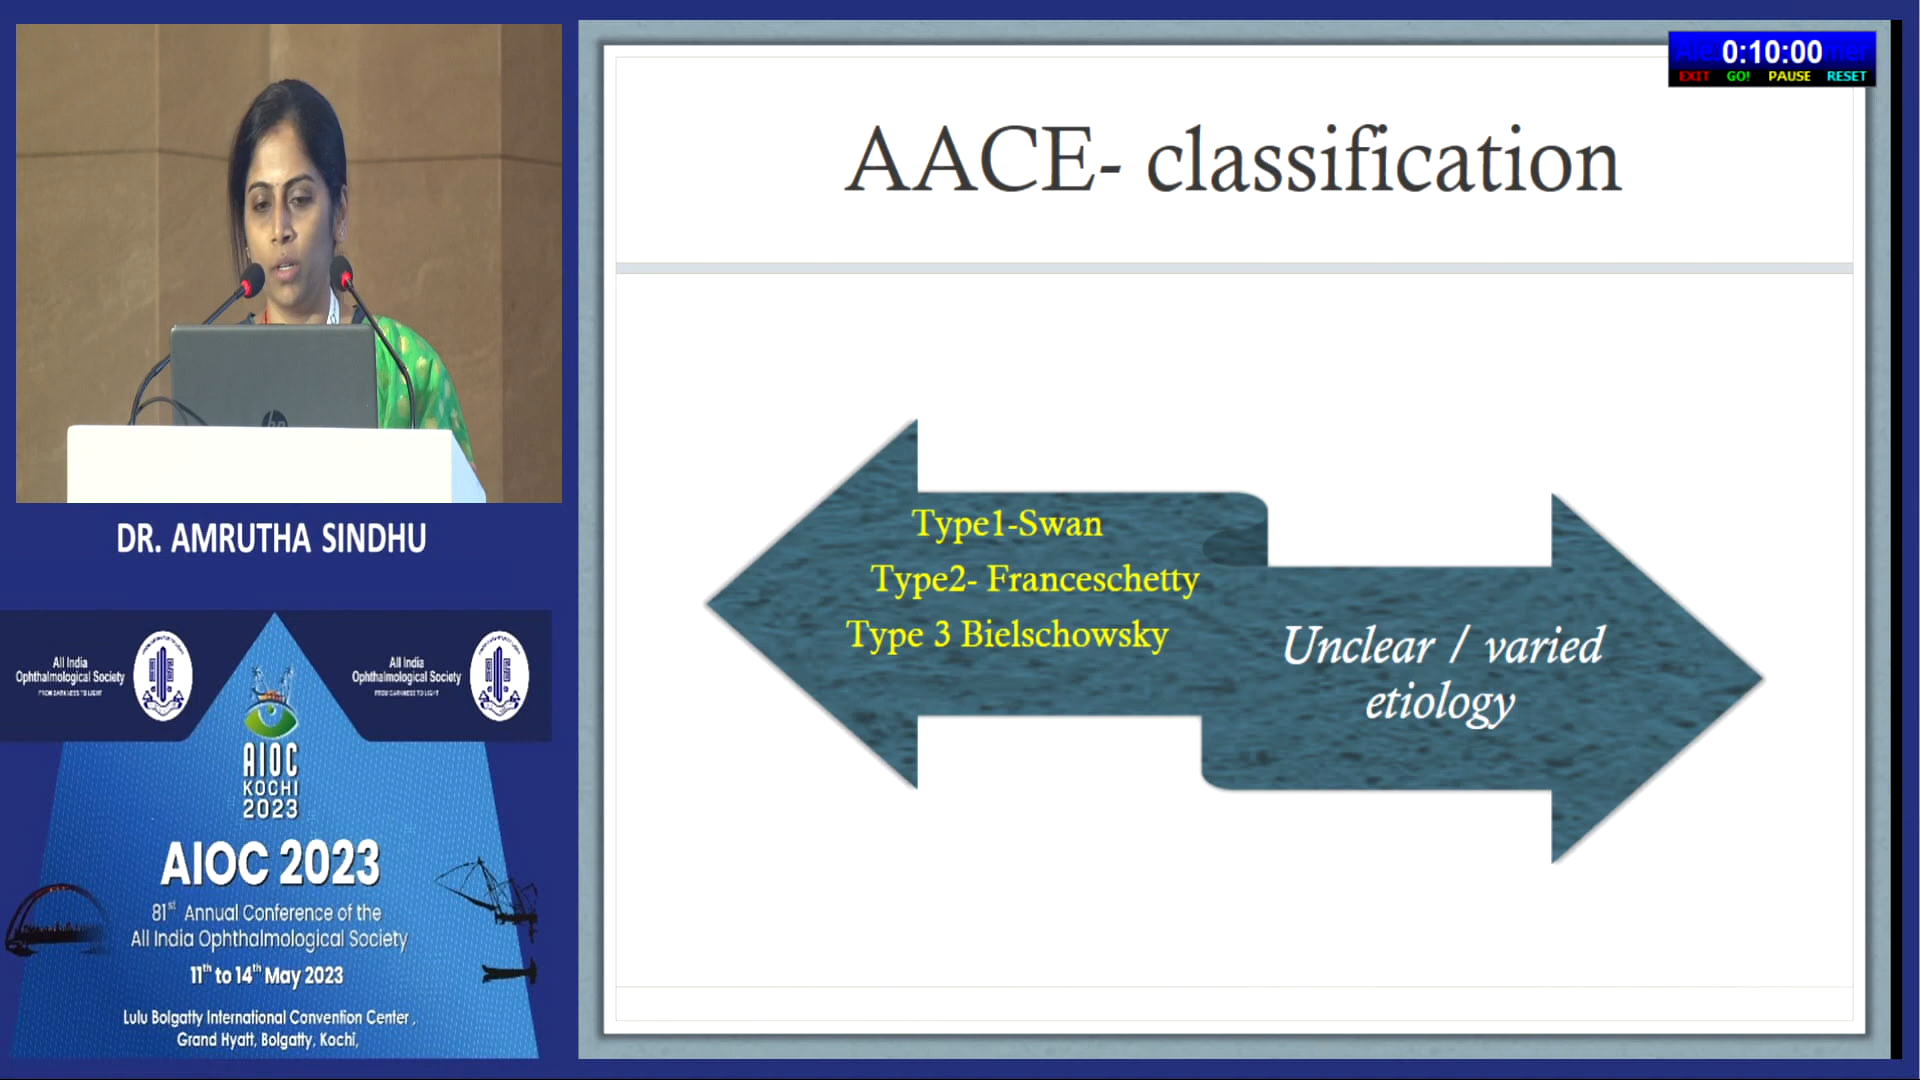 0:10:00
EXIT GO! PAUSE RESET
AACE- classification
Type1-Swan
Type2- Franceschetty
Type 3 Bielschowsky
Unclear / varied
etiology
hp
DR. AMRUTHA SINDHU
All India
Ophthalmological Society
FROM DARKNESS TO LIGHT
All India
Ophthalmological Society
FROM DARKNESS TO LIGHT
AIOC
KOCHI
2023
AIOC 2023
81st Annual Conference of the
All India Ophthalmological Society
11th to 14th May 2023
Lulu Bolgatty International Convention Center ,
Grand Hyatt, Bolgatty, Kochi,